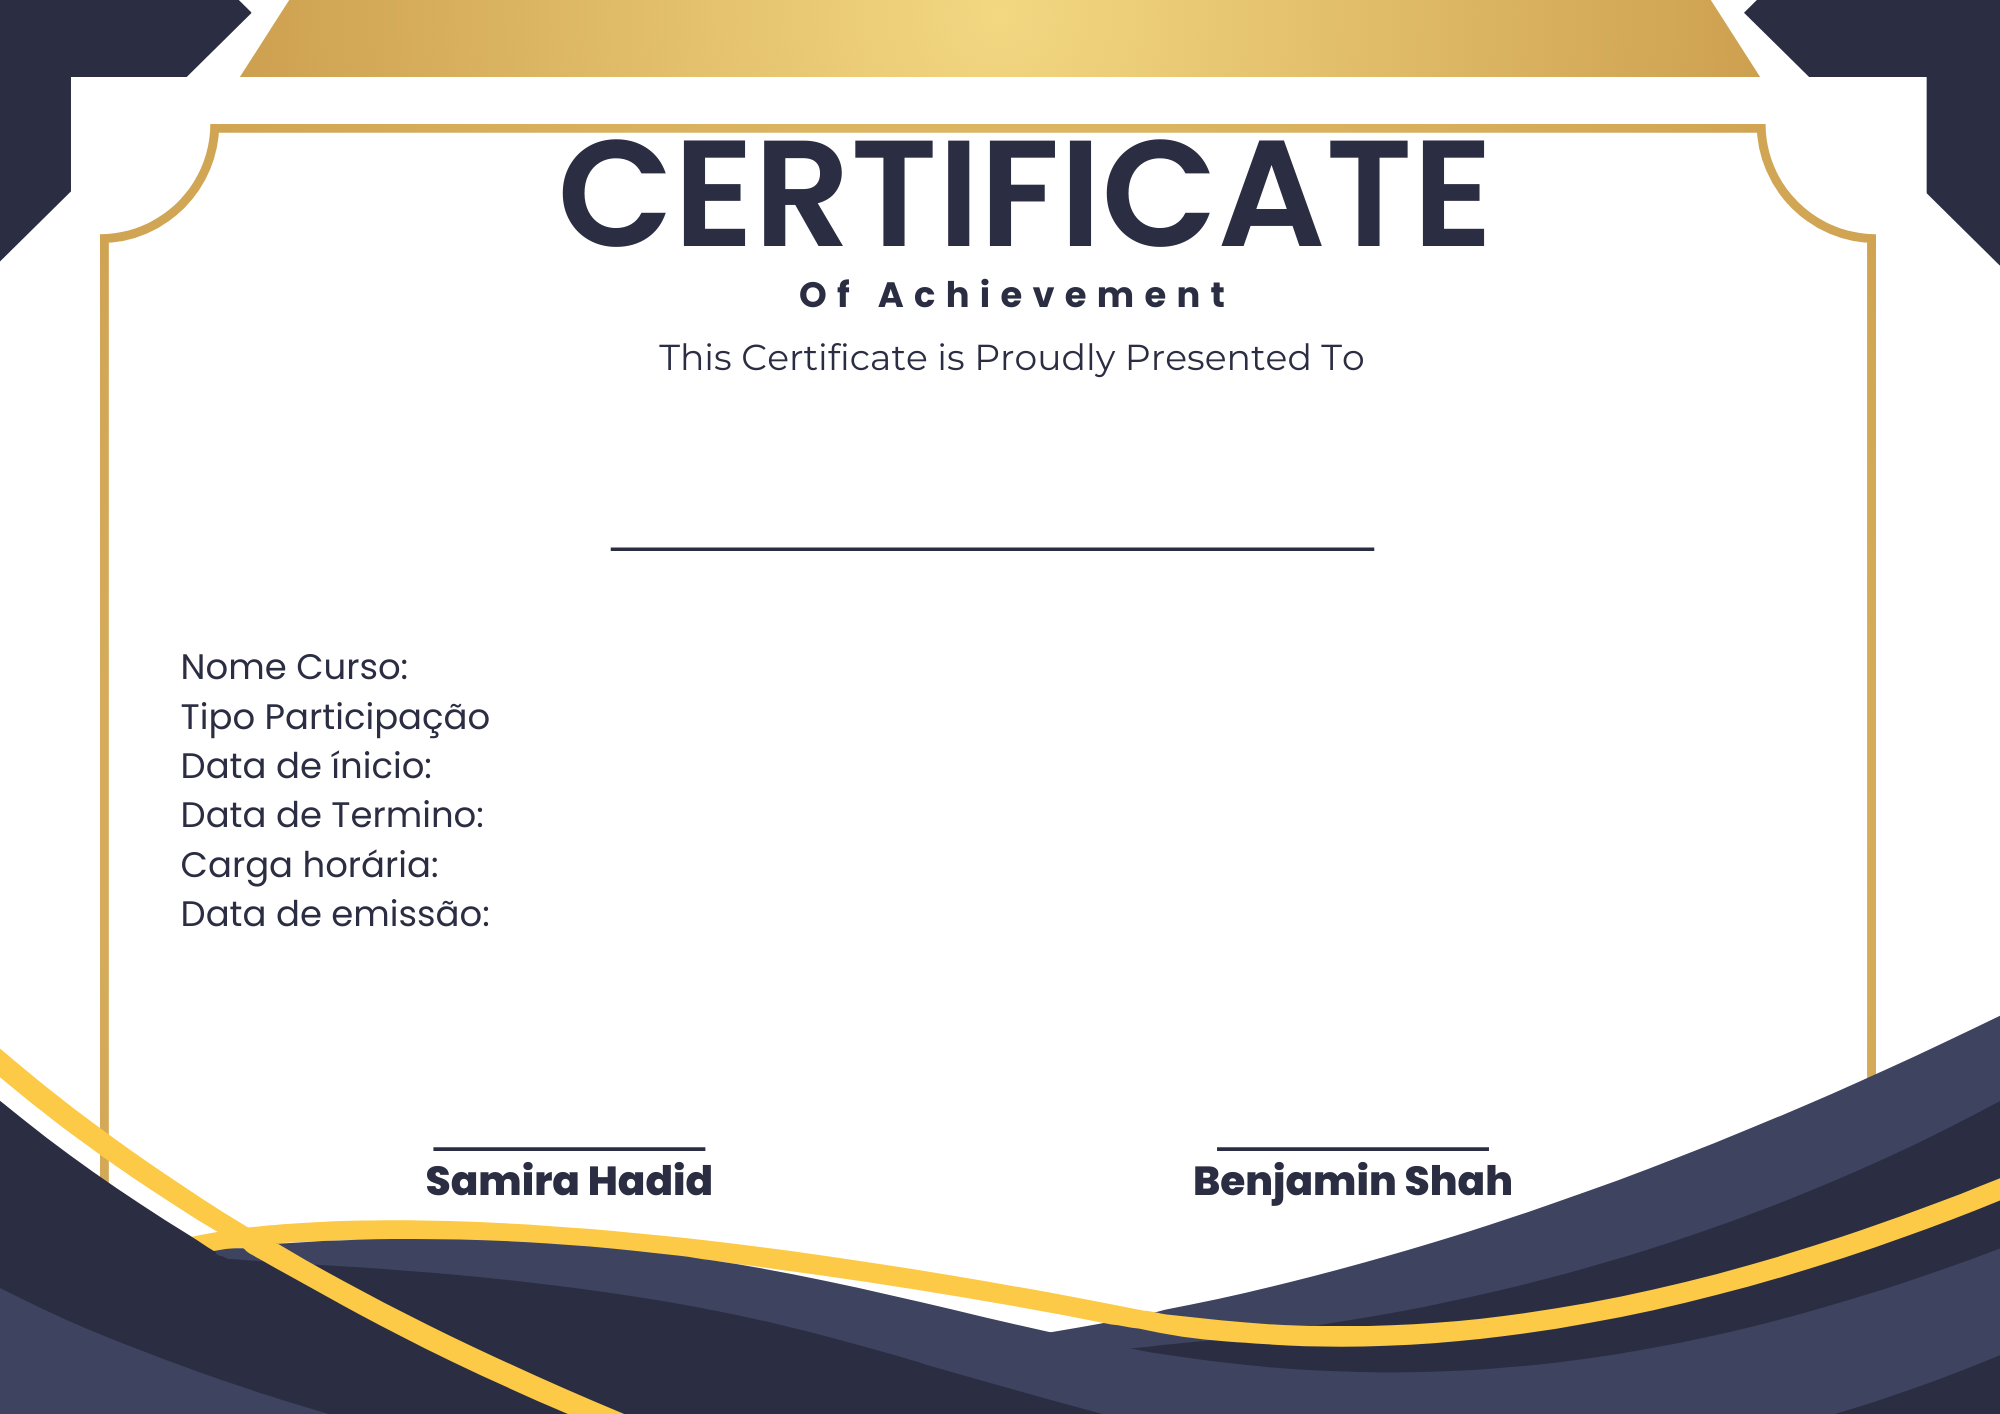 CERTIFICATE
Of Achievement
This Certificate is Proudly Presented To
Nome Curso:
Tipo Participação
Data de ínicio:
Data de Termino:
Carga horária:
Data de emissão:
Samira Hadid
Benjamin Shah